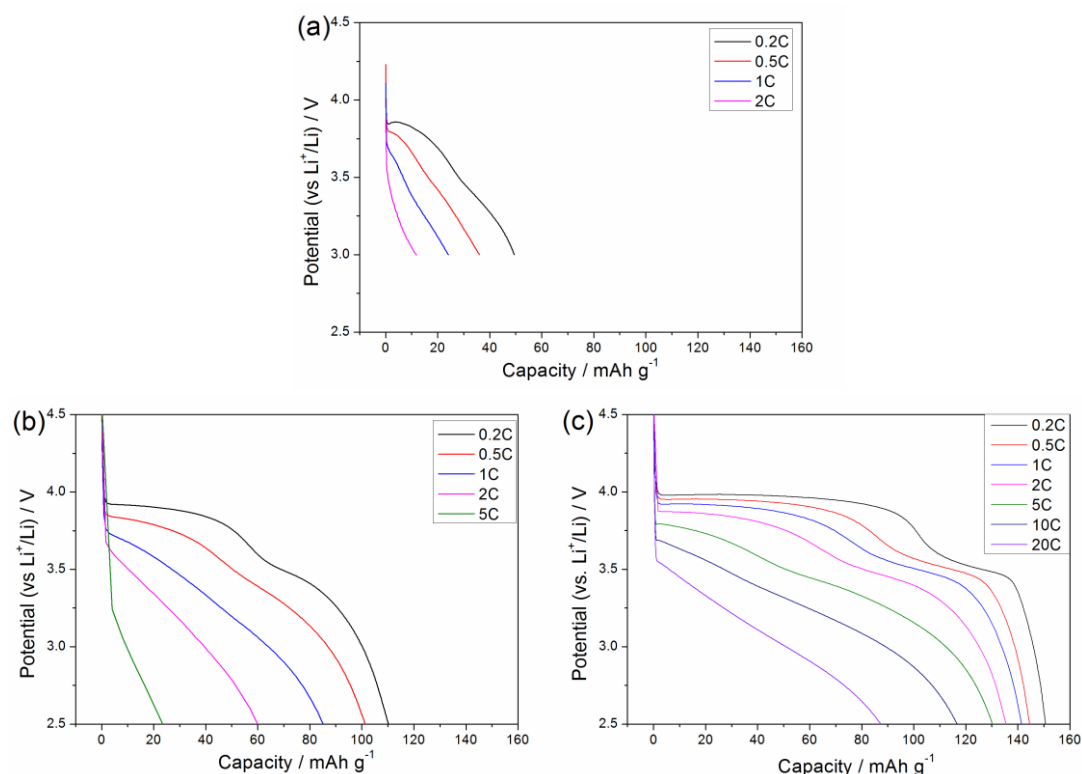 (a)
4.5
4.0
3.5
3.0
2.5
Potential (vs Li⁺/Li) / V
0.2C
0.5C
1C
2C
0 20 40 60 80 100 120 140 160
Capacity / mAh g⁻¹
(b)
4.5
4.0
3.5
3.0
2.5
Potential (vs Li⁺/Li) / V
0.2C
0.5C
1C
2C
5C
0 20 40 60 80 100 120 140 160
Capacity / mAh g⁻¹
(c)
4.5
4.0
3.5
3.0
2.5
Potential (vs. Li⁺/Li) / V
0.2C
0.5C
1C
2C
5C
10C
20C
0 20 40 60 80 100 120 140 160
Capacity / mAh g⁻¹